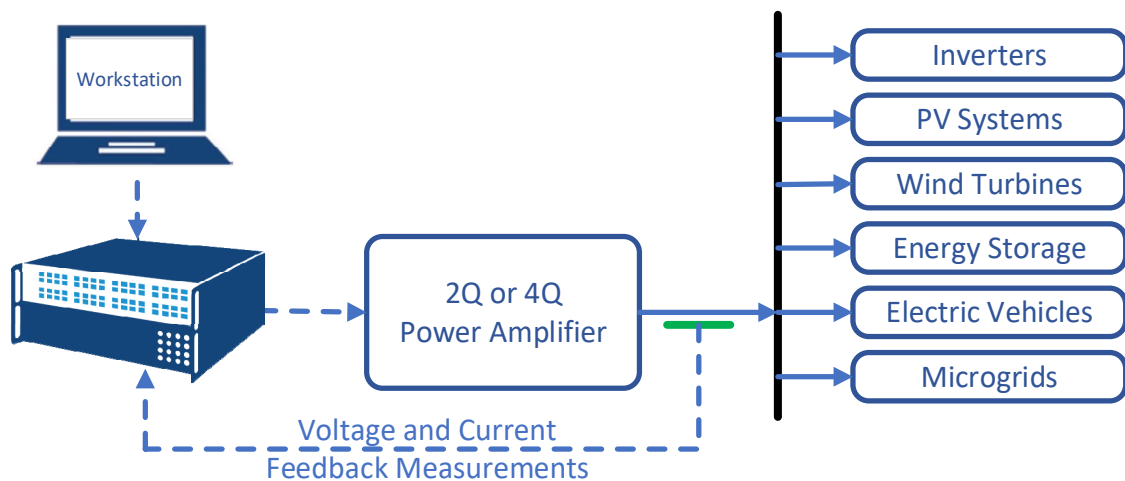 Workstation
2Q or 4Q
Power Amplifier
Voltage and Current
Feedback Measurements
Inverters
PV Systems
Wind Turbines
Energy Storage
Electric Vehicles
Microgrids